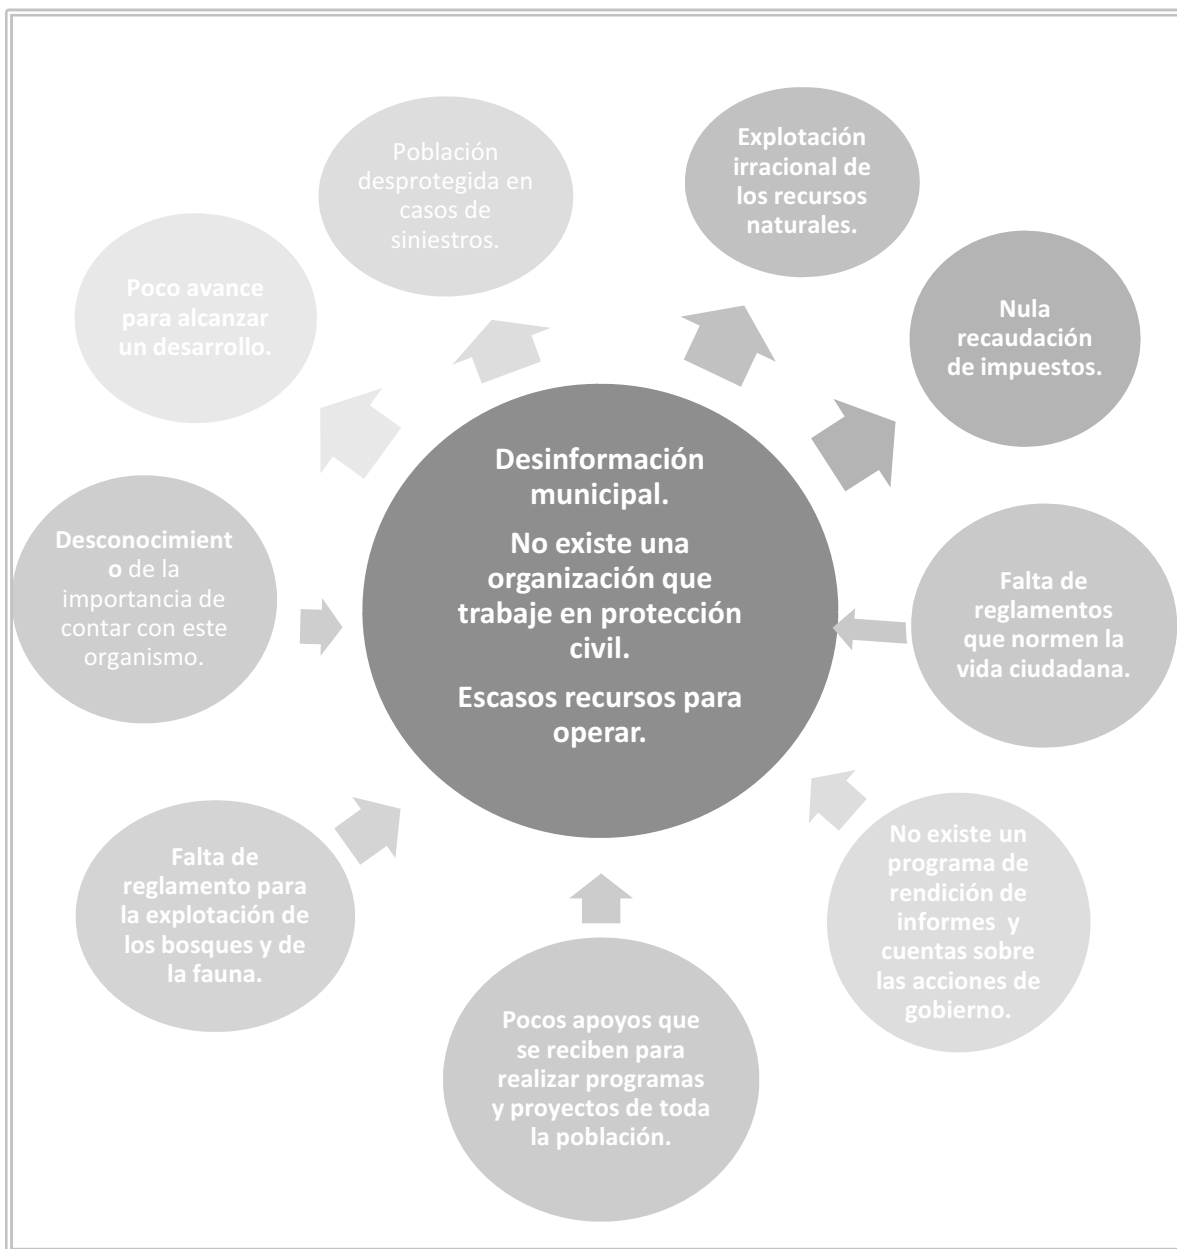 Población
desprotegida en
casos de
siniestros.
Explotación
irracional de
los recursos
naturales.
Poco avance
para alcanzar
un desarrollo.
Nula
recaudación
de impuestos.
Desinformación
municipal.
No existe una
organización que
trabaje en protección
civil.
Escasos recursos para
operar.
Desconocimient
o de la
importancia de
contar con este
organismo.
Falta de
reglamentos
que normen la
vida ciudadana.
Falta de
reglamento para
la explotación de
los bosques y de
la fauna.
No existe un
programa de
rendición de
informes  y
cuentas sobre
las acciones de
gobierno.
Pocos apoyos que
se reciben para
realizar programas
y proyectos de toda
la población.